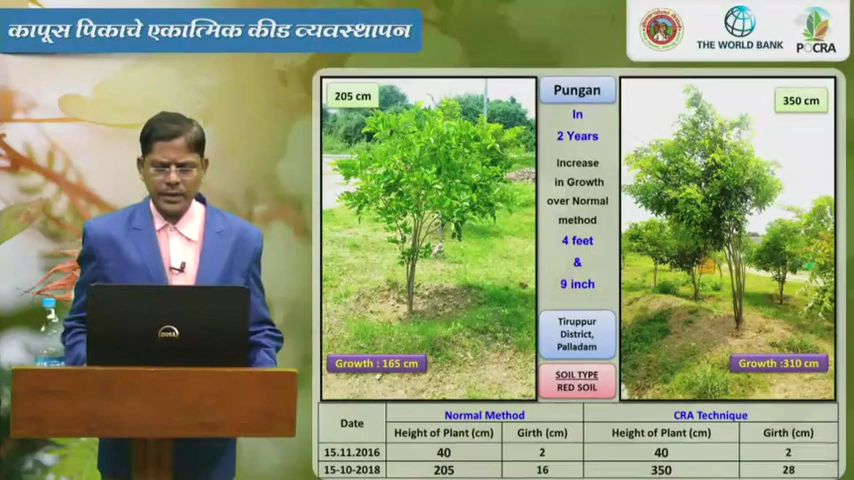 कापूस पिकाचे एकात्मिक कीड व्यवस्थापन
THE WORLD BANK
POCRA
205 cm
Growth : 165 cm
Pungan
In
2 Years
Increase
in Growth
over Normal
method
4 feet
&
9 inch
Tiruppur
District,
Palladam
SOIL TYPE
RED SOIL
350 cm
Growth :310 cm
Date Normal Method CRA Technique
Height of Plant (cm) Girth (cm) Height of Plant (cm) Girth (cm)
15.11.2016 40 2 40 2
15-10-2018 205 16 350 28
DELL